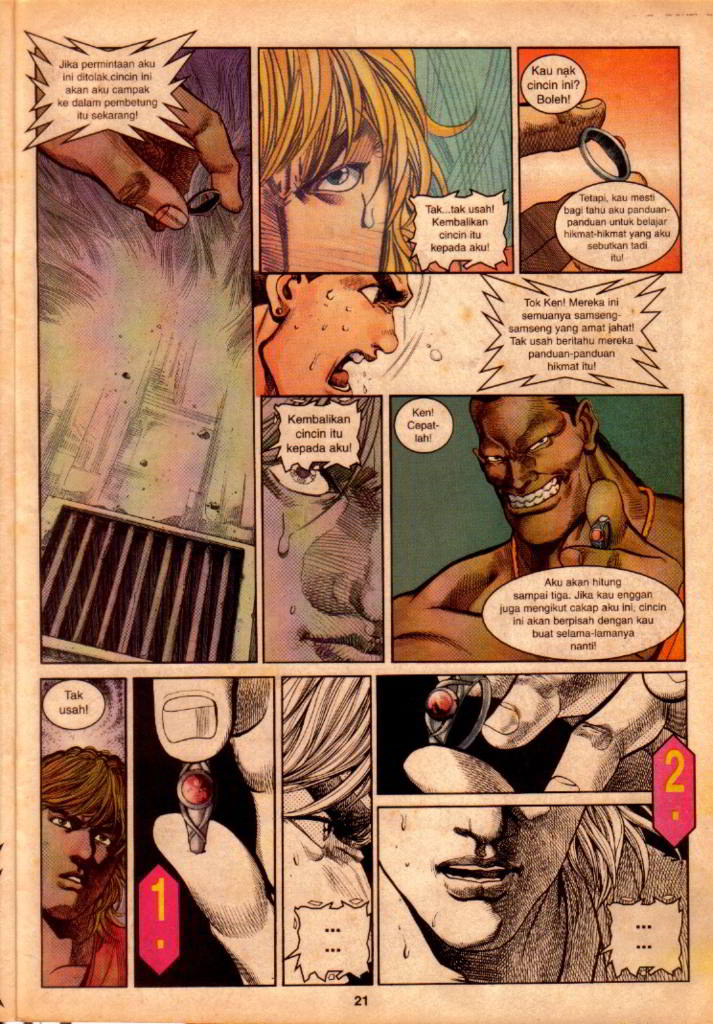 Jika permintaan aku
ini ditolak,cincin ini
akan aku campak
ke dalam pembetung
itu sekarang!
Tak...tak usah!
Kembalikan
cincin itu
kepada aku!
Kau nak
cincin ini?
Boleh!
Tetapi, kau mesti
bagi tahu aku panduan-
panduan untuk belajar
hikmat-hikmat yang aku
sebutkan tadi
itu!
Tok Ken! Mereka ini
semuanya samseng-
samseng yang amat jahat!
Tak usah beritahu mereka
panduan-panduan
hikmat itu!
Kembalikan
cincin itu
kepada aku!
Ken!
Cepat-
lah!
Aku akan hitung
sampai tiga. Jika kau enggan
juga mengikut cakap aku ini, cincin
ini akan berpisah dengan kau
buat selama-lamanya
nanti!
Tak
usah!
1.
...
...
2.
...
...
21